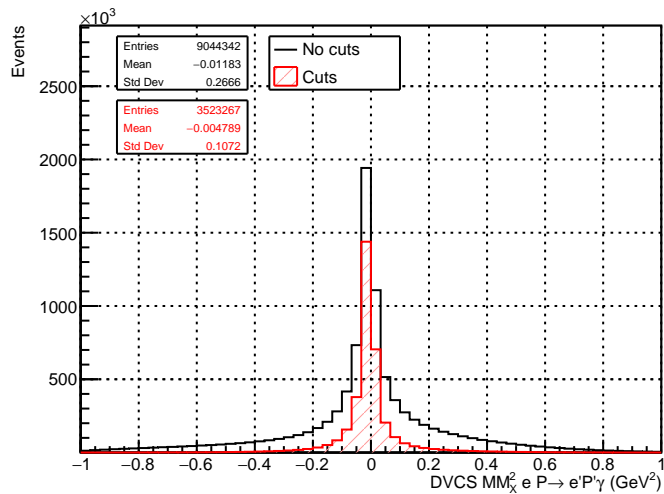 ×10³
Events
Entries 9044342
Mean −0.01183
Std Dev 0.2666
No cuts
Cuts
Entries 3523267
Mean −0.004789
Std Dev 0.1072
2500
2000
1500
1000
500
−1 −0.8 −0.6 −0.4 −0.2 0 0.2 0.4 0.6 0.8 1
DVCS MM²_X e P→ e'P'γ (GeV²)